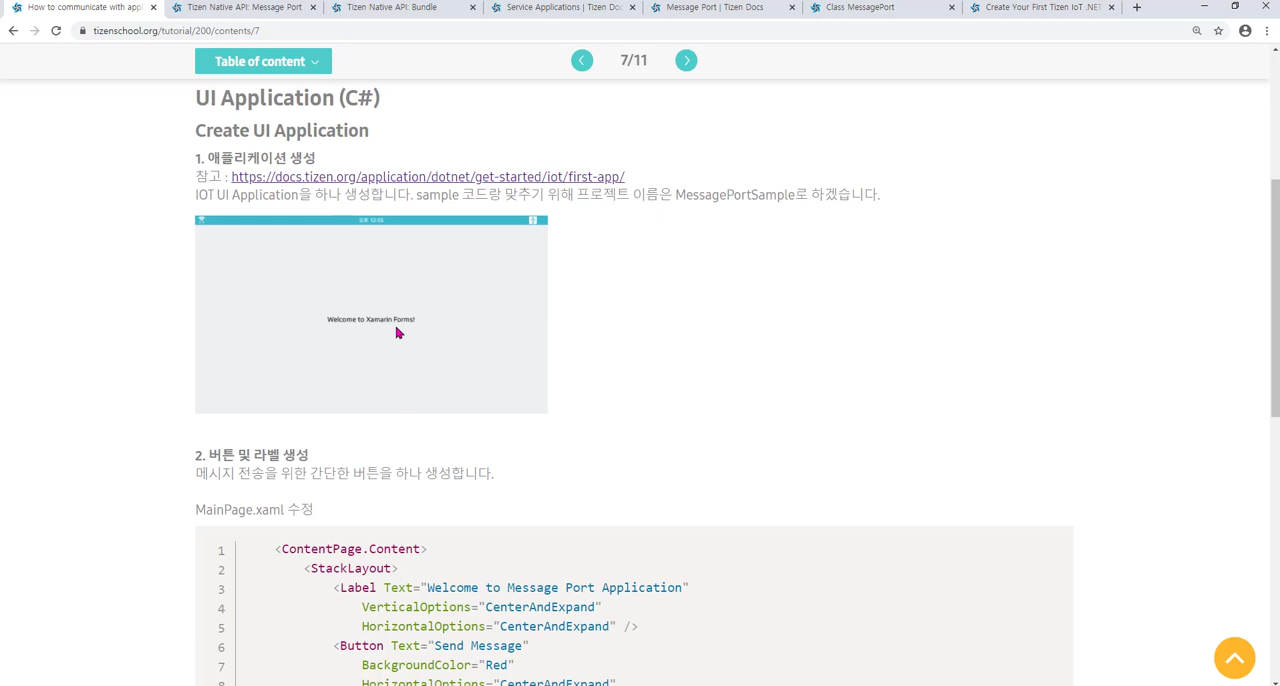 How to communicate with appl
Tizen Native API: Message Port
Tizen Native API: Bundle
Service Applications | Tizen Doc
Message Port | Tizen Docs
Class MessagePort
Create Your First Tizen IoT .NET
tizenschool.org/tutorial/200/contents/7
Table of content
7/11
UI Application (C#)
Create UI Application
1. 애플리케이션 생성
참고 : https://docs.tizen.org/application/dotnet/get-started/iot/first-app/
IOT UI Application을 하나 생성합니다. sample 코드랑 맞추기 위해 프로젝트 이름은 MessagePortSample로 하겠습니다.
오후 12:05
Welcome to Xamarin Forms!
2. 버튼 및 라벨 생성
메시지 전송을 위한 간단한 버튼을 하나 생성합니다.
MainPage.xaml 수정
1 <ContentPage.Content>
2 <StackLayout>
3 <Label Text="Welcome to Message Port Application"
4 VerticalOptions="CenterAndExpand"
5 HorizontalOptions="CenterAndExpand" />
6 <Button Text="Send Message"
7 BackgroundColor="Red"
8 HorizontalOptions="CenterAndExpand"